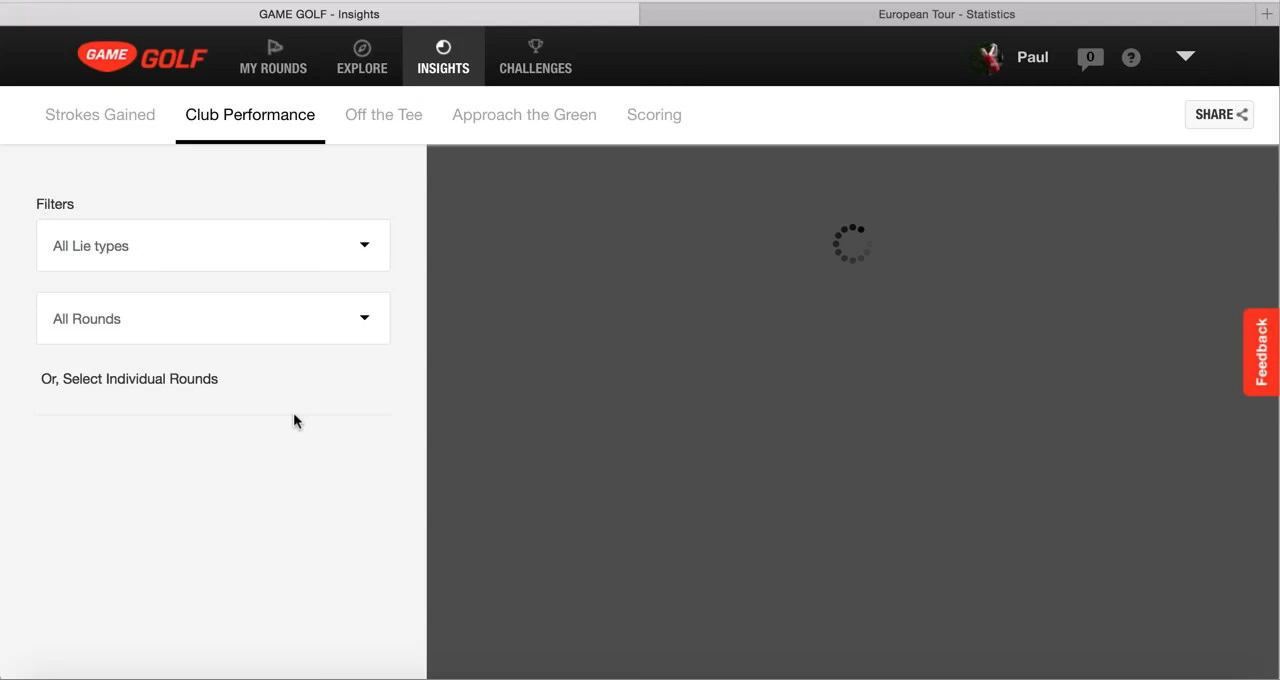 GAME GOLF - Insights
European Tour - Statistics
+
GAME GOLF
MY ROUNDS
EXPLORE
INSIGHTS
CHALLENGES
Paul
0
?
Strokes Gained
Club Performance
Off the Tee
Approach the Green
Scoring
SHARE
Filters
All Lie types
All Rounds
Or, Select Individual Rounds
Feedback